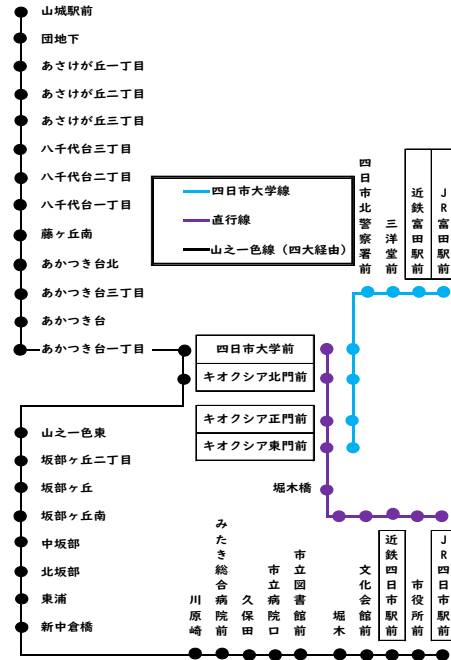 山城駅前
団地下
あさけが丘一丁目
あさけが丘二丁目
あさけが丘三丁目
八千代台三丁目
八千代台二丁目
八千代台一丁目
藤ヶ丘南
あかつき台北
あかつき台三丁目
あかつき台
あかつき台一丁目
四日市大学線
直行線
山之一色線（四大経由）
四日市北警察署前
三洋堂前
近鉄富田駅前
JR富田駅前
四日市大学前
キオクシア北門前
キオクシア正門前
キオクシア東門前
堀木橋
山之一色東
坂部ヶ丘二丁目
坂部ヶ丘
坂部ヶ丘南
中坂部
北坂部
東浦
新中倉橋
川原崎
みたき総合病院前
久保田
市立病院口
市立図書館前
堀木
文化会館前
近鉄四日市駅前
市役所前
JR四日市駅前